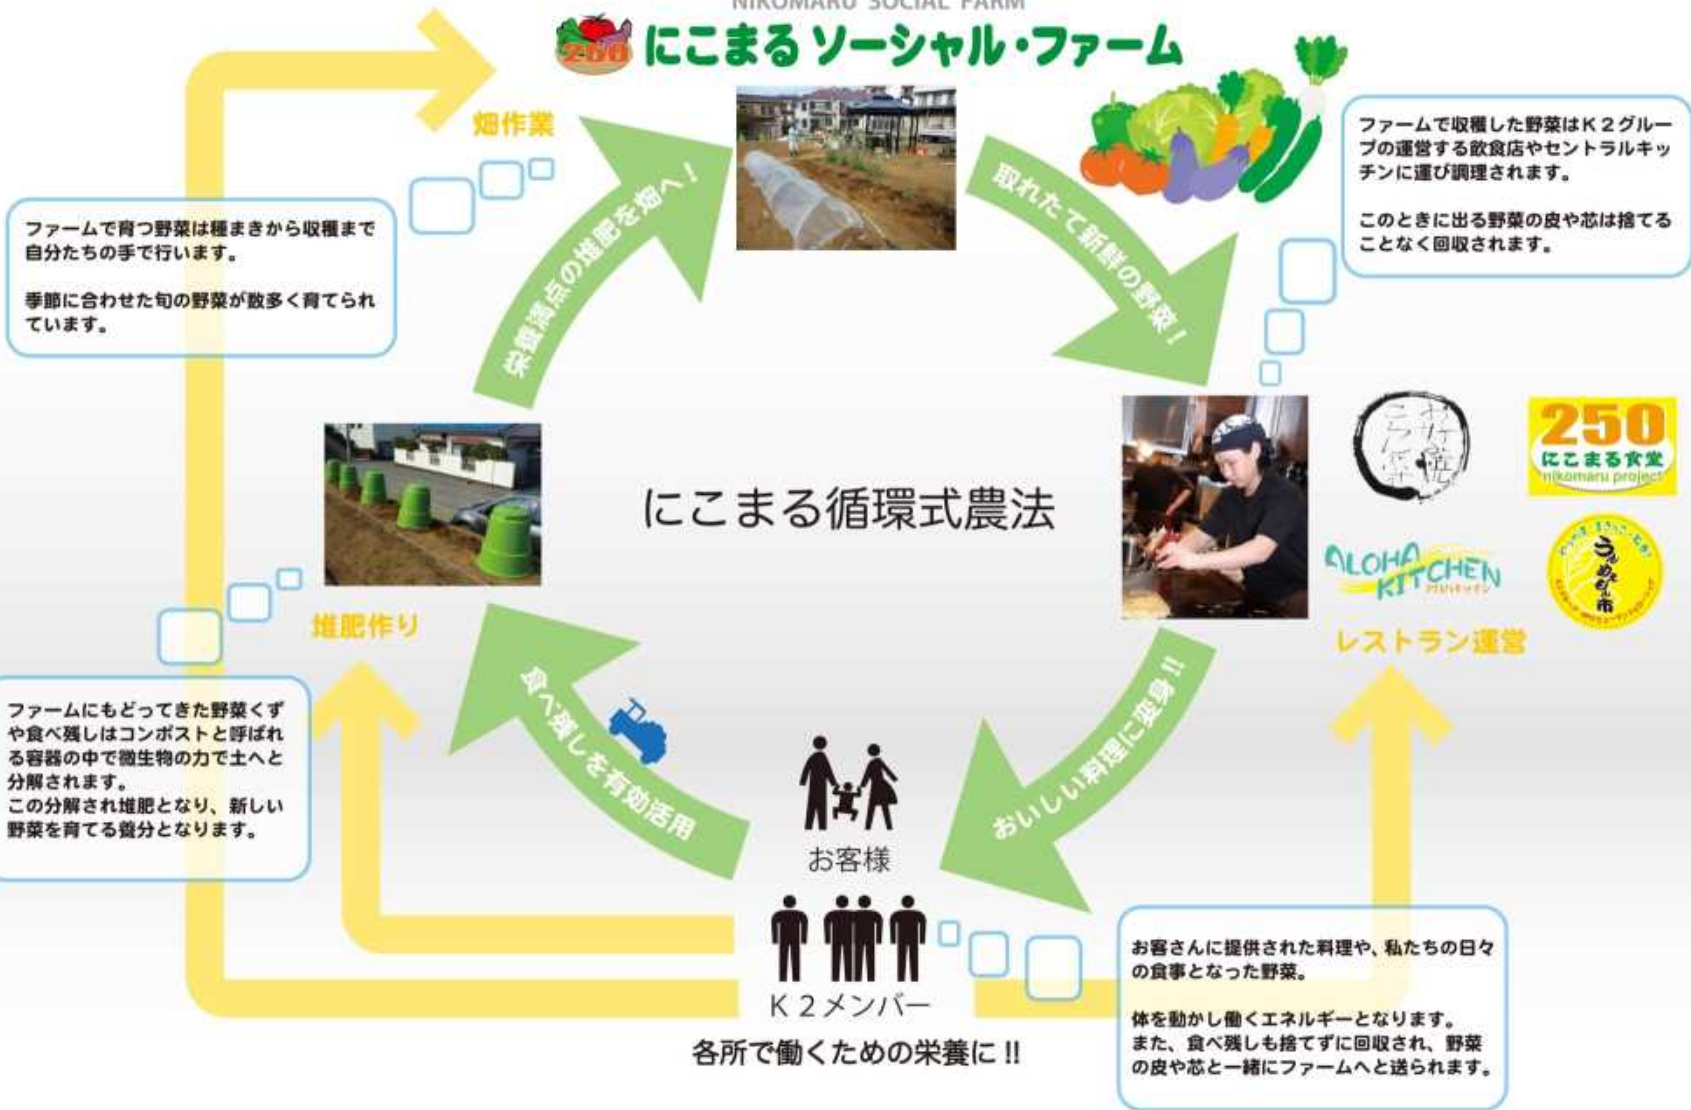 NIKOMARU SOCIAL FARM
250
にこまるソーシャル・ファーム
畑作業
ファームで育つ野菜は種まきから収穫まで
自分たちの手で行います。
季節に合わせた旬の野菜が数多く育てられ
ています。
栄養満点の堆肥を畑へ！
取れたて新鮮の野菜！
ファームで収穫した野菜はＫ２グルー
プの運営する飲食店やセントラルキッ
チンに運び調理されます。
このときに出る野菜の皮や芯は捨てる
ことなく回収されます。
にこまる循環式農法
250
にこまる食堂
nikomaru project
ALOHA
KITCHEN
レストラン運営
堆肥作り
ファームにもどってきた野菜くず
や食べ残しはコンポストと呼ばれ
る容器の中で微生物の力で土へと
分解されます。
この分解され堆肥となり、新しい
野菜を育てる養分となります。
食べ残しを有効活用
おいしい料理に変身!!
お客様
Ｋ２メンバー
各所で働くための栄養に!!
お客さんに提供された料理や、私たちの日々
の食事となった野菜。
体を動かし働くエネルギーとなります。
また、食べ残しも捨てずに回収され、野菜
の皮や芯と一緒にファームへと送られます。